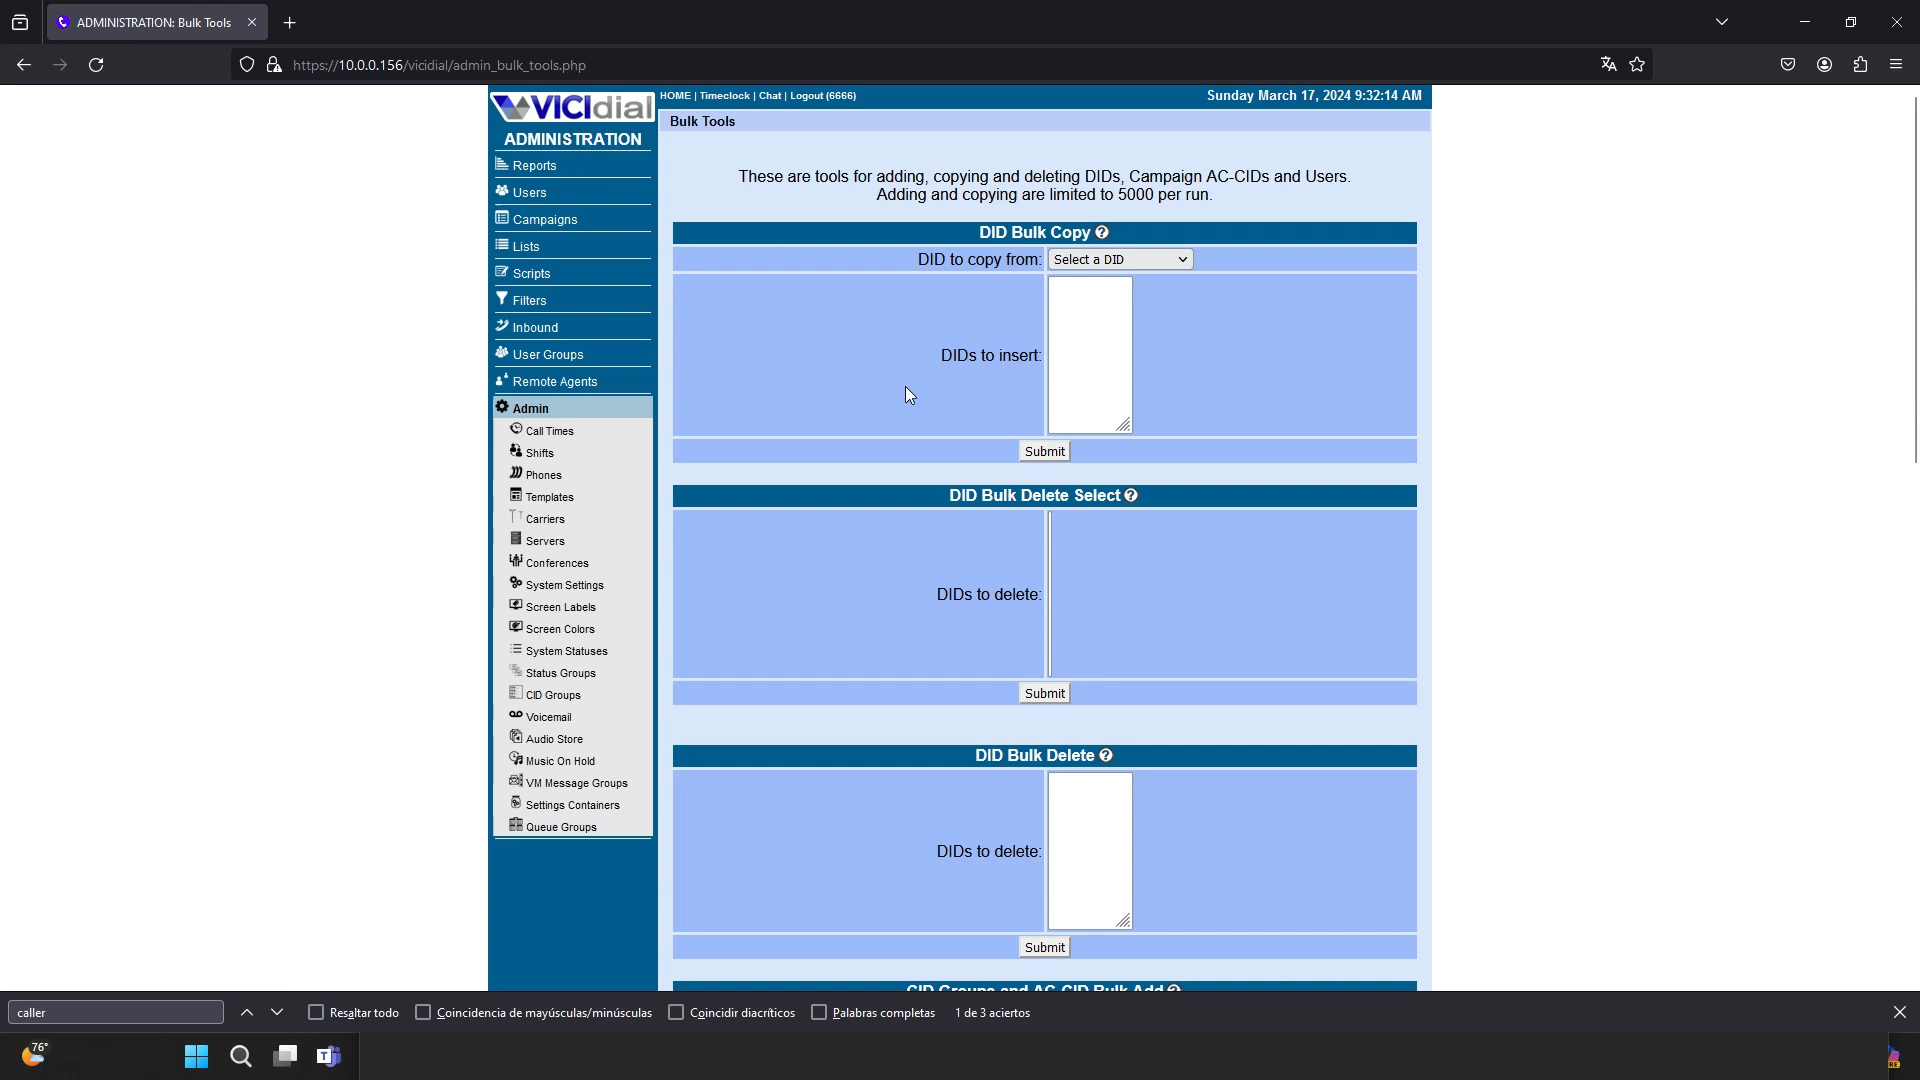 ADMINISTRATION: Bulk Tools
https://10.0.0.156/vicidial/admin_bulk_tools.php
VICIdial
HOME | Timeclock | Chat | Logout (6666)
Sunday March 17, 2024 9:32:14 AM
ADMINISTRATION
Reports
Users
Campaigns
Lists
Scripts
Filters
Inbound
User Groups
Remote Agents
Admin
Call Times
Shifts
Phones
Templates
Carriers
Servers
Conferences
System Settings
Screen Labels
Screen Colors
System Statuses
Status Groups
CID Groups
Voicemail
Audio Store
Music On Hold
VM Message Groups
Settings Containers
Queue Groups
Bulk Tools
These are tools for adding, copying and deleting DIDs, Campaign AC-CIDs and Users.
Adding and copying are limited to 5000 per run.
DID Bulk Copy
DID to copy from: Select a DID
DIDs to insert:
Submit
DID Bulk Delete Select
DIDs to delete:
Submit
DID Bulk Delete
DIDs to delete:
Submit
CID Groups and AC-CID Bulk Add
caller
Resaltar todo
Coincidencia de mayúsculas/minúsculas
Coincidir diacríticos
Palabras completas
1 de 3 aciertos
76°